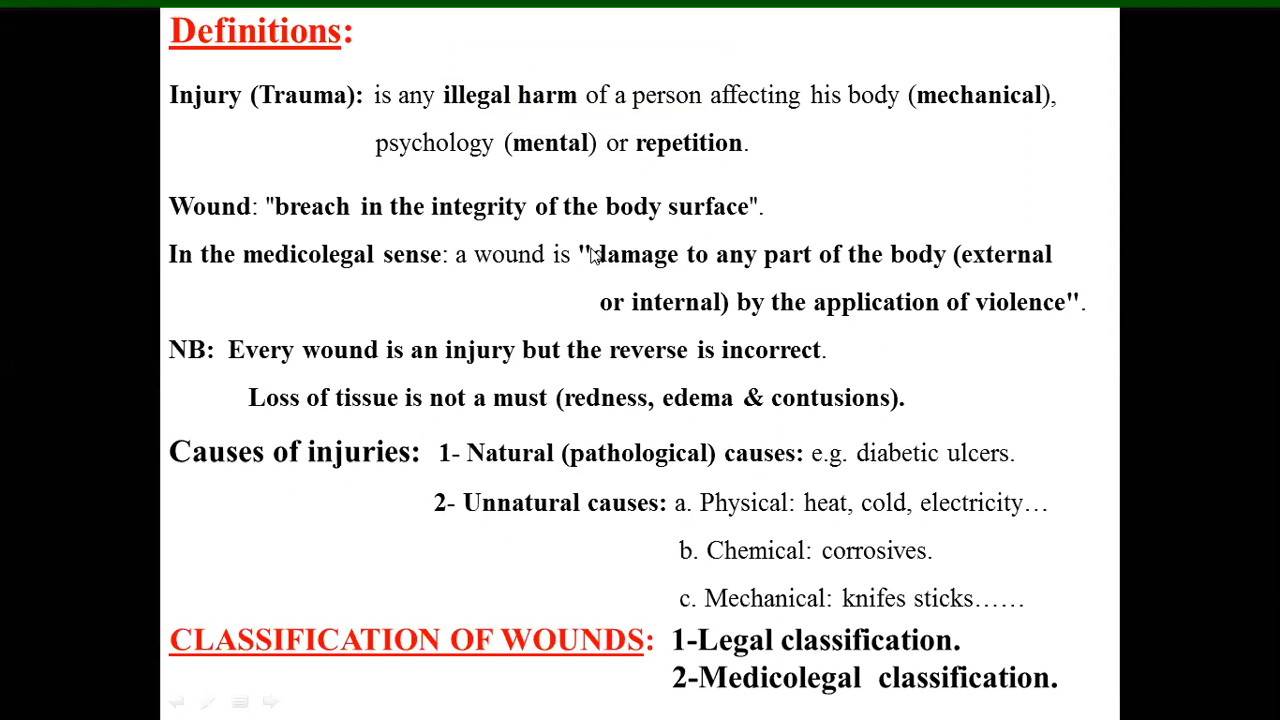 Definitions:
Injury (Trauma): is any illegal harm of a person affecting his body (mechanical),
psychology (mental) or repetition.
Wound: "breach in the integrity of the body surface".
In the medicolegal sense: a wound is "damage to any part of the body (external
or internal) by the application of violence".
NB: Every wound is an injury but the reverse is incorrect.
Loss of tissue is not a must (redness, edema & contusions).
Causes of injuries: 1- Natural (pathological) causes: e.g. diabetic ulcers.
2- Unnatural causes: a. Physical: heat, cold, electricity…
b. Chemical: corrosives.
c. Mechanical: knifes sticks……
CLASSIFICATION OF WOUNDS: 1-Legal classification.
2-Medicolegal classification.